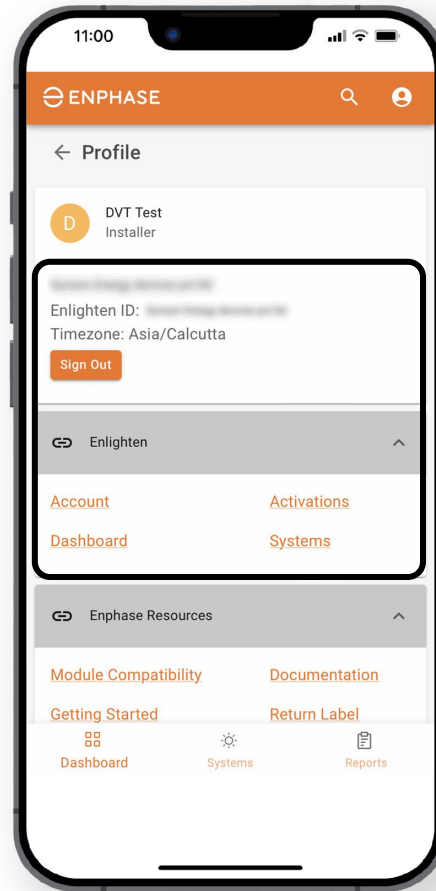 11:00
ENPHASE
Profile
D
DVT Test
Installer
Enlighten ID:
Timezone: Asia/Calcutta
Sign Out
Enlighten
Account Activations
Dashboard Systems
Enphase Resources
Module Compatibility Documentation
Getting Started Return Label
Dashboard Systems Reports